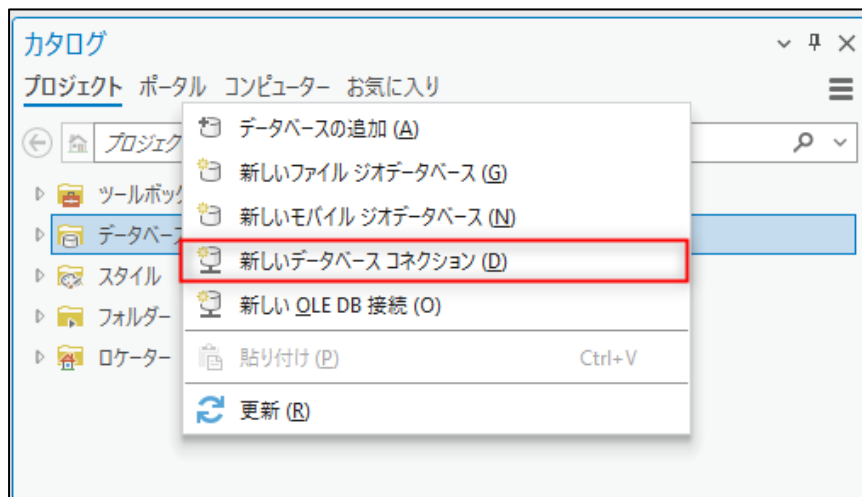 カタログ
プロジェクト ポータル コンピューター お気に入り
プロジェク
データベースの追加 (A)
新しいファイル ジオデータベース (G)
新しいモバイル ジオデータベース (N)
新しいデータベース コネクション (D)
新しい OLE DB 接続 (O)
貼り付け (P) Ctrl+V
更新 (R)
ツールボッ
データベー
スタイル
フォルダー
ロケーター